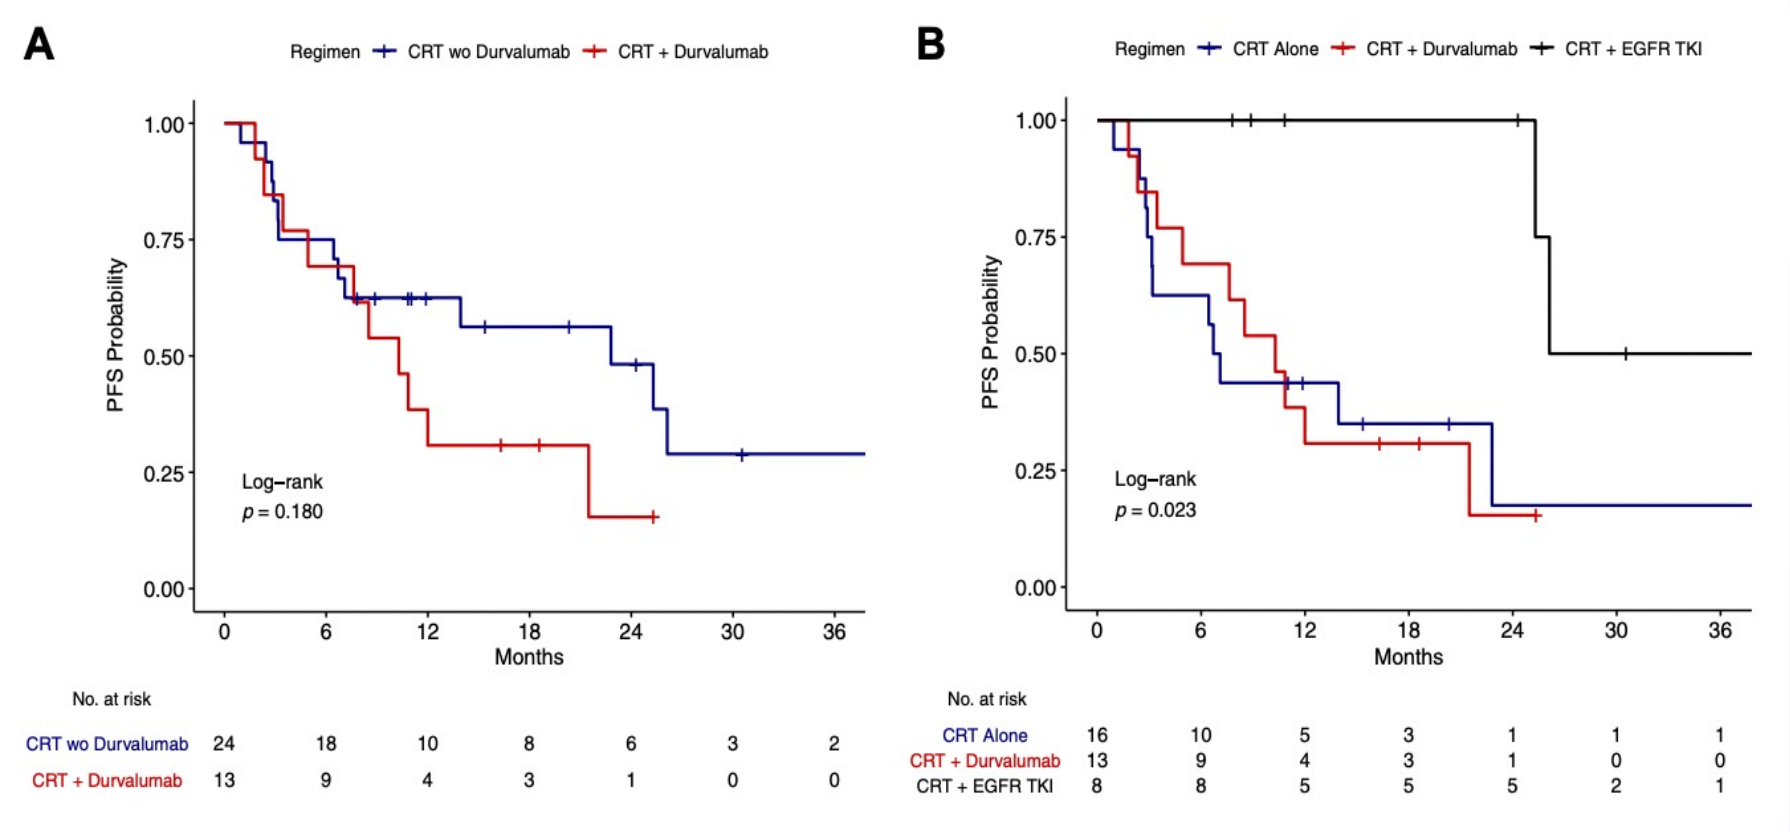 A
Regimen CRT wo Durvalumab CRT + Durvalumab
PFS Probability
1.00
0.75
0.50
0.25
0.00
Log–rank
p = 0.180
0 6 12 18 24 30 36
Months
No. at risk
CRT wo Durvalumab 24 18 10 8 6 3 2
CRT + Durvalumab 13 9 4 3 1 0 0
B
Regimen CRT Alone CRT + Durvalumab CRT + EGFR TKI
PFS Probability
1.00
0.75
0.50
0.25
0.00
Log–rank
p = 0.023
0 6 12 18 24 30 36
Months
No. at risk
CRT Alone 16 10 5 3 1 1 1
CRT + Durvalumab 13 9 4 3 1 0 0
CRT + EGFR TKI 8 8 5 5 5 2 1